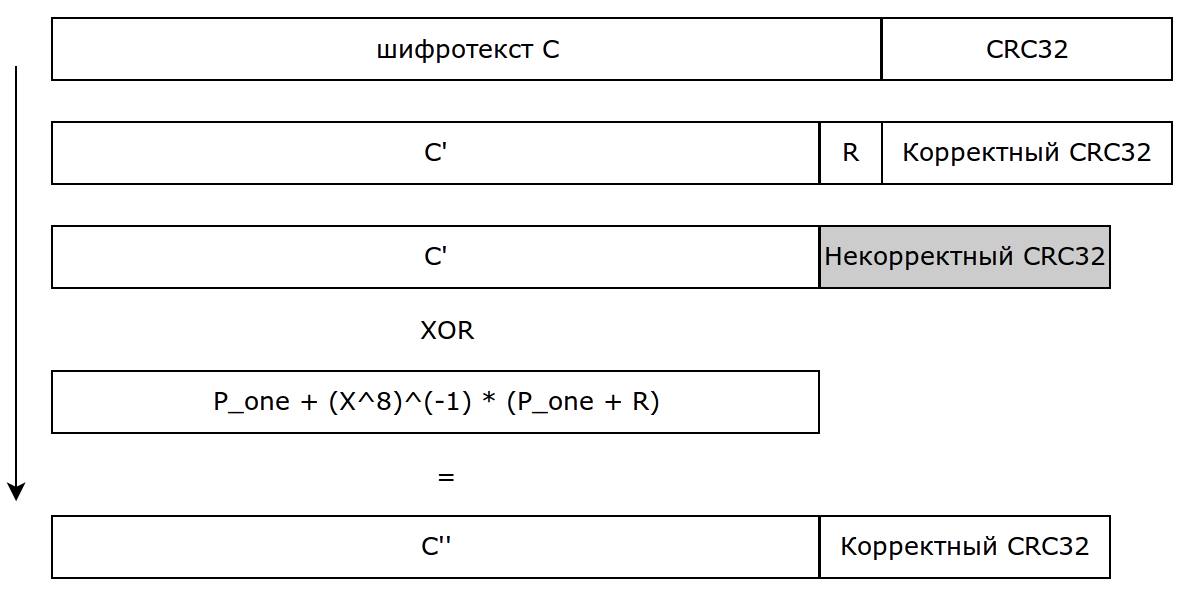 шифротекст C CRC32
C' R Корректный CRC32
C' Некорректный CRC32
XOR
P_one + (X^8)^(-1) * (P_one + R)
=
C'' Корректный CRC32